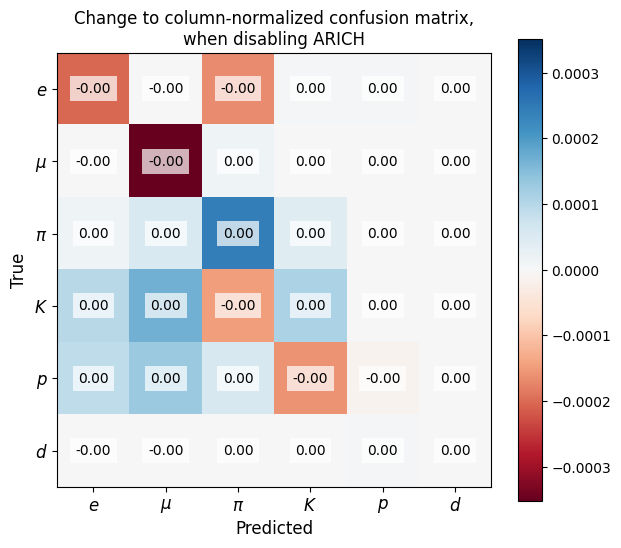 Change to column-normalized confusion matrix,
when disabling ARICH
e -0.00 -0.00 -0.00 0.00 0.00 0.00
μ -0.00 -0.00 0.00 0.00 0.00 0.00
π 0.00 0.00 0.00 0.00 0.00 0.00
K 0.00 0.00 -0.00 0.00 0.00 0.00
p 0.00 0.00 0.00 -0.00 -0.00 0.00
d -0.00 -0.00 0.00 0.00 0.00 0.00
e μ π K p d
Predicted
True
0.0003
0.0002
0.0001
0.0000
−0.0001
−0.0002
−0.0003